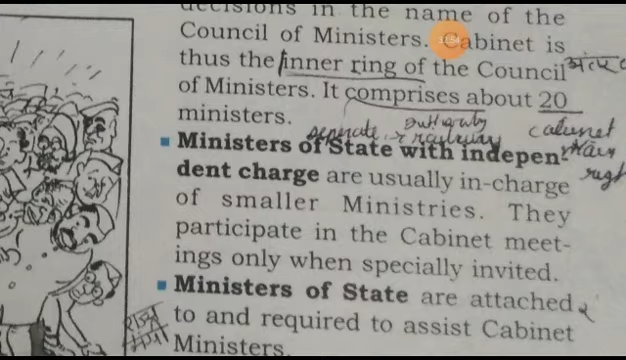 decisions in the name of the
Council of Ministers. Cabinet is
thus the inner ring of the Council
of Ministers. It comprises about 20
ministers.
seperate
railway
cabunet
Ministers of State with indepen-
dent charge are usually in-charge
of smaller Ministries. They
participate in the Cabinet meet-
ings only when specially invited.
Ministers of State are attached
to and required to assist Cabinet
Ministers.